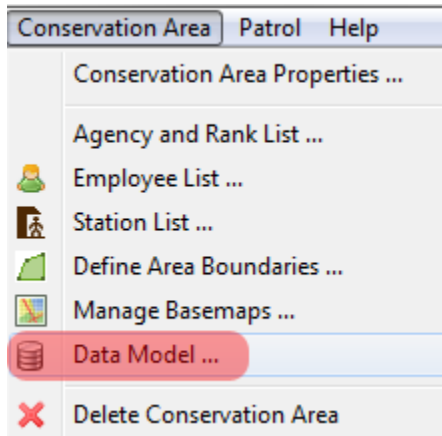 Conservation Area Patrol Help
Conservation Area Properties ...
Agency and Rank List ...
Employee List ...
Station List ...
Define Area Boundaries ...
Manage Basemaps ...
Data Model ...
Delete Conservation Area